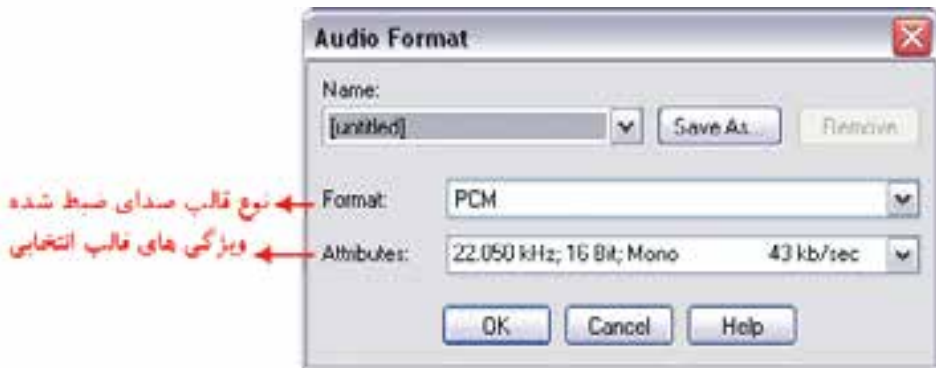 Audio Format
Name:
[untitled]
Save As...
Remove
نوع قالب صدای ضبط شده
Format:
PCM
ویژگی های قالب انتخابی
Attributes:
22.050 kHz; 16 Bit; Mono 43 kb/sec
OK
Cancel
Help